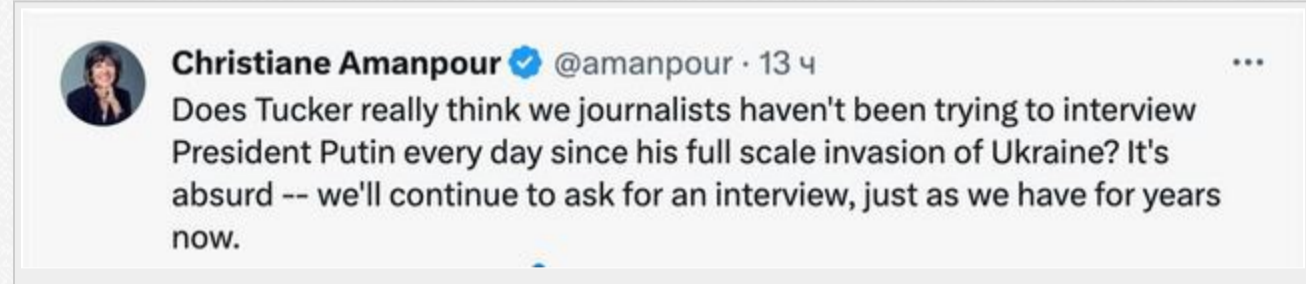 Christiane Amanpour @amanpour · 13 ч
Does Tucker really think we journalists haven't been trying to interview
President Putin every day since his full scale invasion of Ukraine? It's
absurd -- we'll continue to ask for an interview, just as we have for years
now.